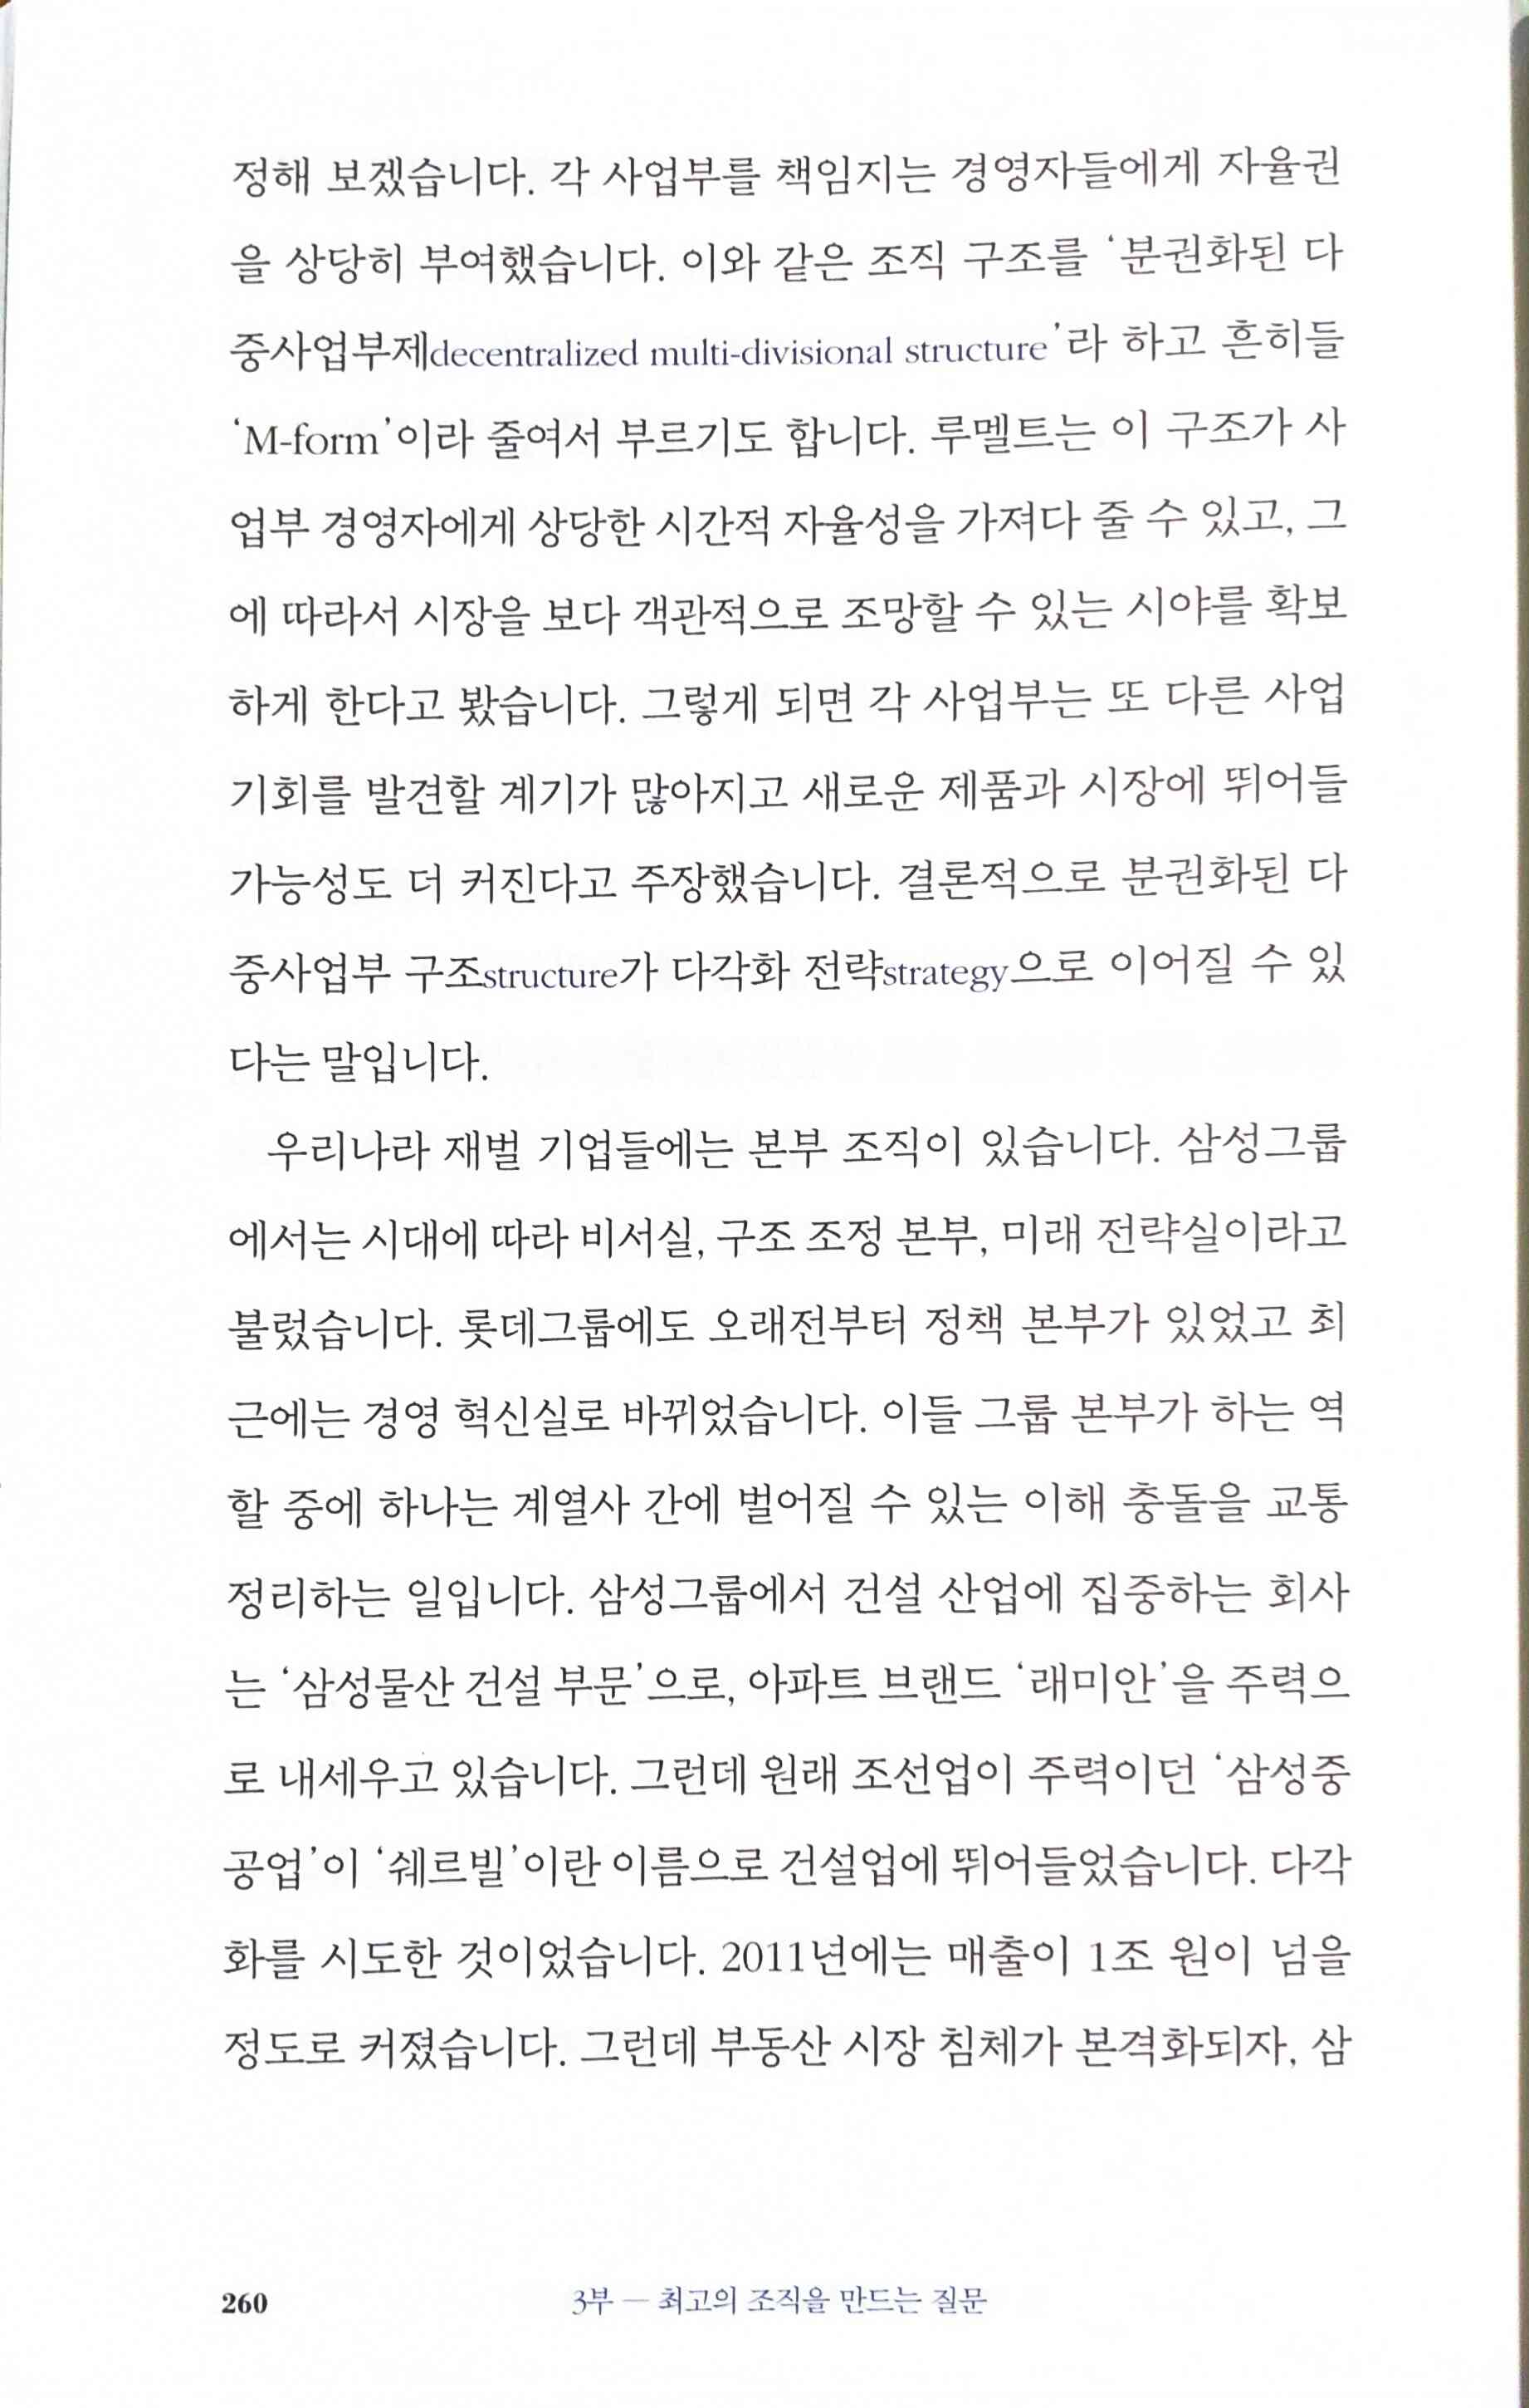 정해 보겠습니다. 각 사업부를 책임지는 경영자들에게 자율권
을 상당히 부여했습니다. 이와 같은 조직 구조를 ‘분권화된 다
중사업부제decentralized multi-divisional structure’라 하고 흔히들
‘M-form’이라 줄여서 부르기도 합니다. 루멜트는 이 구조가 사
업부 경영자에게 상당한 시간적 자율성을 가져다 줄 수 있고, 그
에 따라서 시장을 보다 객관적으로 조망할 수 있는 시야를 확보
하게 한다고 봤습니다. 그렇게 되면 각 사업부는 또 다른 사업
기회를 발견할 계기가 많아지고 새로운 제품과 시장에 뛰어들
가능성도 더 커진다고 주장했습니다. 결론적으로 분권화된 다
중사업부 구조structure가 다각화 전략strategy으로 이어질 수 있
다는 말입니다.
우리나라 재벌 기업들에는 본부 조직이 있습니다. 삼성그룹
에서는 시대에 따라 비서실, 구조 조정 본부, 미래 전략실이라고
불렀습니다. 롯데그룹에도 오래전부터 정책 본부가 있었고 최
근에는 경영 혁신실로 바뀌었습니다. 이들 그룹 본부가 하는 역
할 중에 하나는 계열사 간에 벌어질 수 있는 이해 충돌을 교통
정리하는 일입니다. 삼성그룹에서 건설 산업에 집중하는 회사
는 ‘삼성물산 건설 부문’으로, 아파트 브랜드 ‘래미안’을 주력으
로 내세우고 있습니다. 그런데 원래 조선업이 주력이던 ‘삼성중
공업’이 ‘쉐르빌’이란 이름으로 건설업에 뛰어들었습니다. 다각
화를 시도한 것이었습니다. 2011년에는 매출이 1조 원이 넘을
정도로 커졌습니다. 그런데 부동산 시장 침체가 본격화되자, 삼
260 3부 — 최고의 조직을 만드는 질문